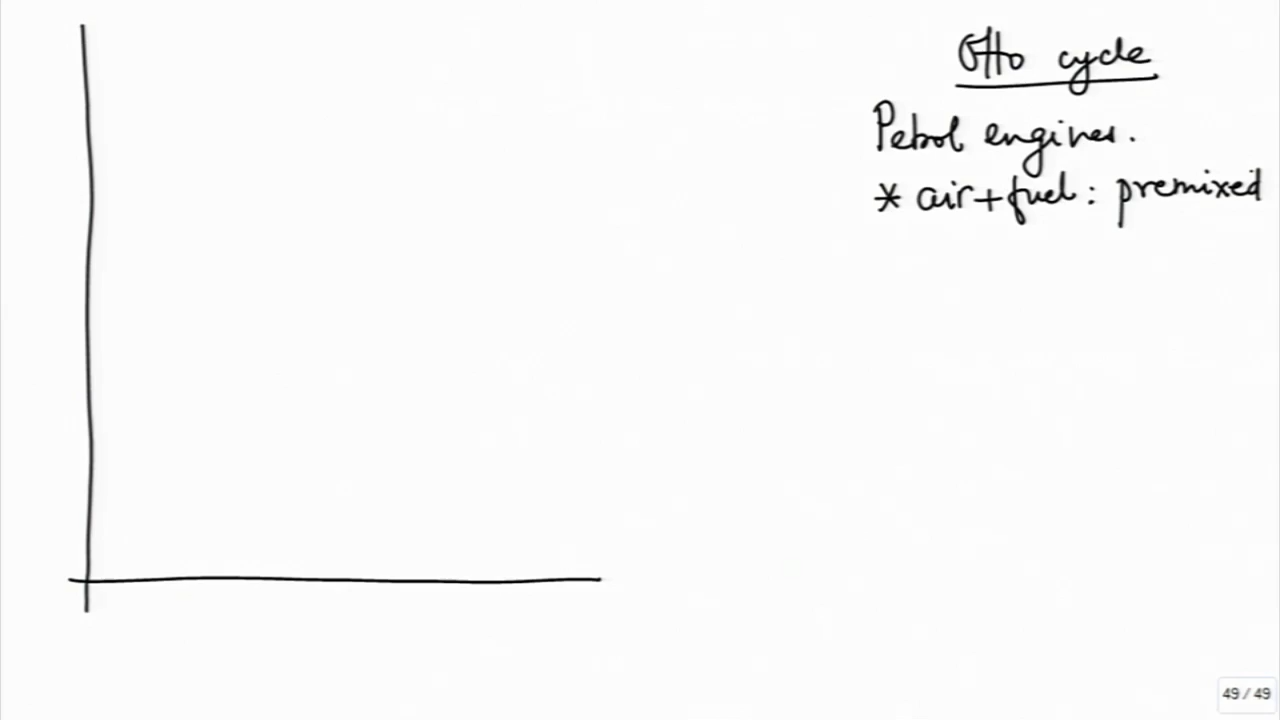 Otto cycle
Petrol engines.
* air+fuel: premixed
49 / 49